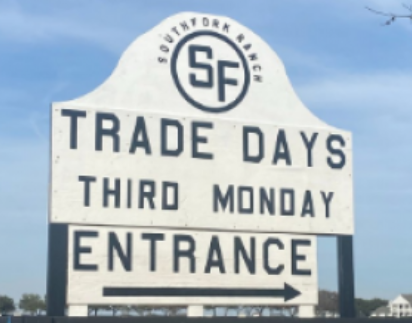 SOUTHFORK RANCH
SF
TRADE DAYS
THIRD MONDAY
ENTRANCE